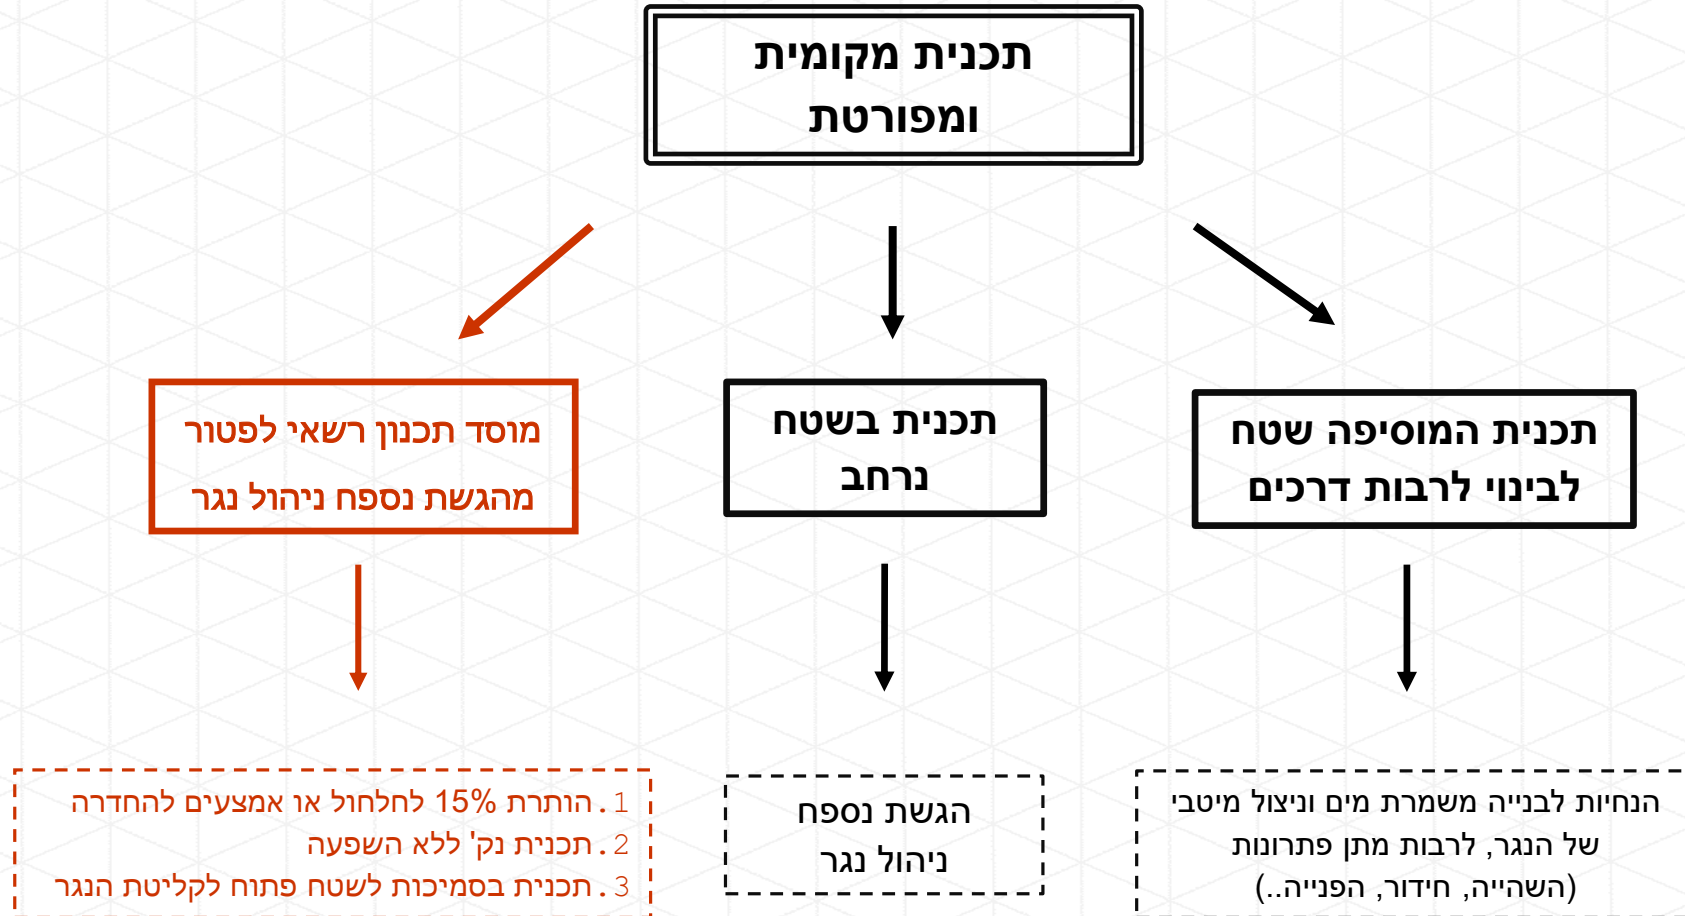 תכנית מקומית
ומפורטת
תכנית המוסיפה שטח
לבינוי לרבות דרכים
תכנית בשטח
נרחב
מוסד תכנון רשאי לפטור
מהגשת נספח ניהול נגר
הנחיות לבנייה משמרת מים וניצול מיטבי
של הנגר, לרבות מתן פתרונות
(השהייה, חידור, הפנייה..)
הגשת נספח
ניהול נגר
1. הותרת 15% לחלחול או אמצעים להחדרה
2. תכנית נק' ללא השפעה
3. תכנית בסמיכות לשטח פתוח לקליטת הנגר